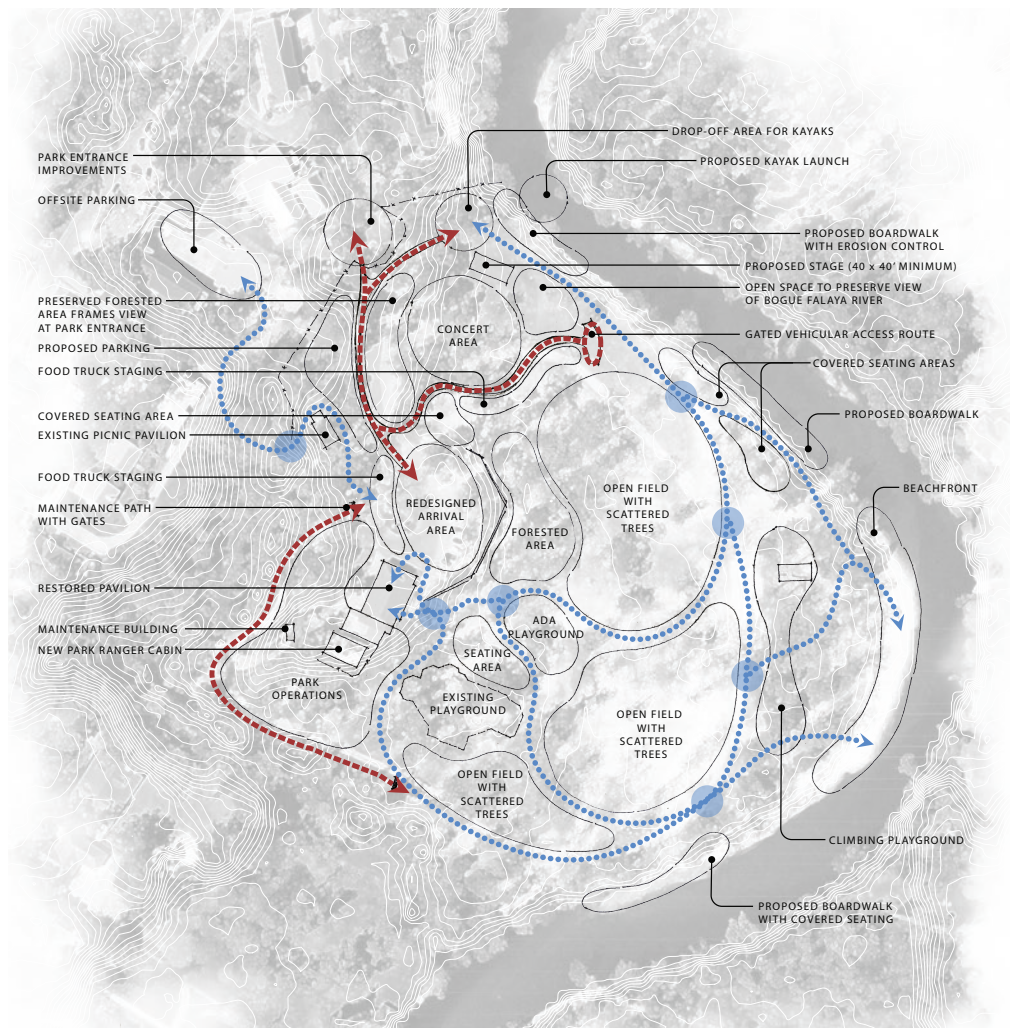 DROP-OFF AREA FOR KAYAKS
PARK ENTRANCE
IMPROVEMENTS
PROPOSED KAYAK LAUNCH
OFFSITE PARKING
PROPOSED BOARDWALK
WITH EROSION CONTROL
PROPOSED STAGE (40 x 40' MINIMUM)
OPEN SPACE TO PRESERVE VIEW
OF BOGUE FALAYA RIVER
PRESERVED FORESTED
AREA FRAMES VIEW
AT PARK ENTRANCE
CONCERT
AREA
GATED VEHICULAR ACCESS ROUTE
PROPOSED PARKING
COVERED SEATING AREAS
FOOD TRUCK STAGING
COVERED SEATING AREA
PROPOSED BOARDWALK
EXISTING PICNIC PAVILION
FOOD TRUCK STAGING
BEACHFRONT
MAINTENANCE PATH
WITH GATES
REDESIGNED
ARRIVAL
AREA
OPEN FIELD
WITH
SCATTERED
TREES
FORESTED
AREA
RESTORED PAVILION
MAINTENANCE BUILDING
NEW PARK RANGER CABIN
ADA
PLAYGROUND
SEATING
AREA
PARK
OPERATIONS
EXISTING
PLAYGROUND
OPEN FIELD
WITH
SCATTERED
TREES
OPEN FIELD
WITH
SCATTERED
TREES
CLIMBING PLAYGROUND
PROPOSED BOARDWALK
WITH COVERED SEATING